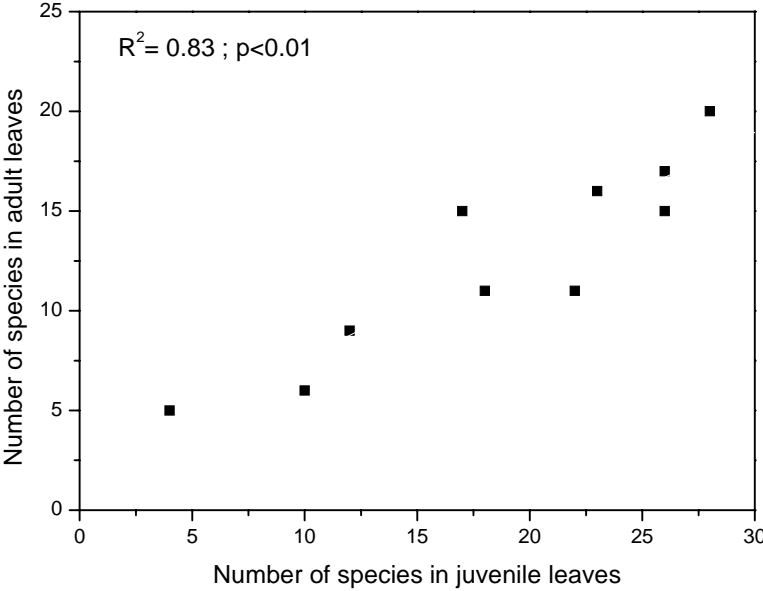 25
R²= 0.83 ; p<0.01
20
15
10
5
0
Number of species in adult leaves
0 5 10 15 20 25 30
Number of species in juvenile leaves